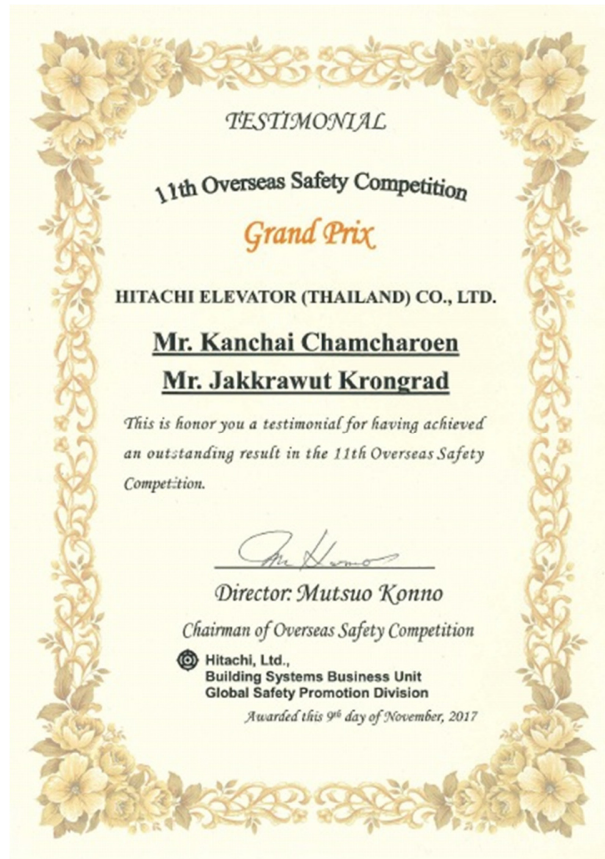 TESTIMONIAL
11th Overseas Safety Competition
Grand Prix
HITACHI ELEVATOR (THAILAND) CO., LTD.
Mr. Kanchai Chamcharoen
Mr. Jakkrawut Krongrad
This is honor you a testimonial for having achieved
an outstanding result in the 11th Overseas Safety
Competition.
Director: Mutsuo Konno
Chairman of Overseas Safety Competition
Hitachi, Ltd.,
Building Systems Business Unit
Global Safety Promotion Division
Awarded this 9th day of November, 2017